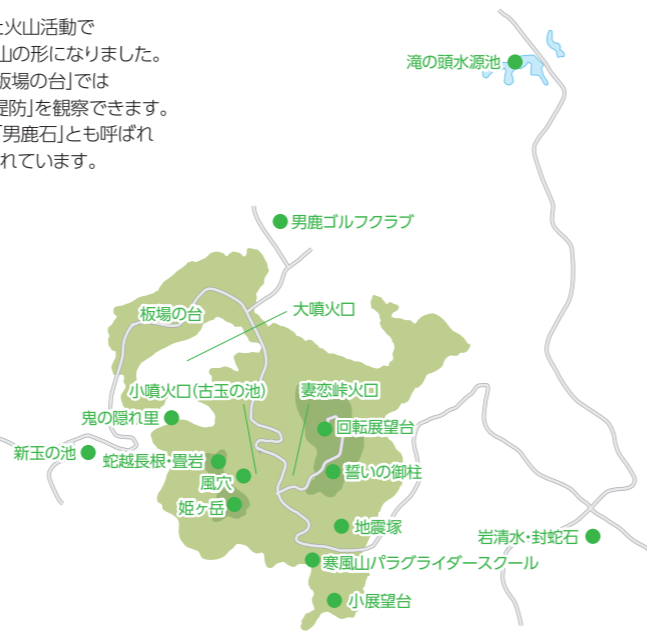 火山活動で
山の形になりました。
板場の台」では
堤防」を観察できます。
「男鹿石」とも呼ばれ
れています。
滝の頭水源池
男鹿ゴルフクラブ
板場の台
大噴火口
小噴火口(古玉の池)
妻恋峠火口
鬼の隠れ里
回転展望台
新玉の池
蛇越長根・畳岩
風穴
誓いの御柱
姫ヶ岳
地震塚
岩清水・封蛇石
寒風山パラグライダースクール
小展望台